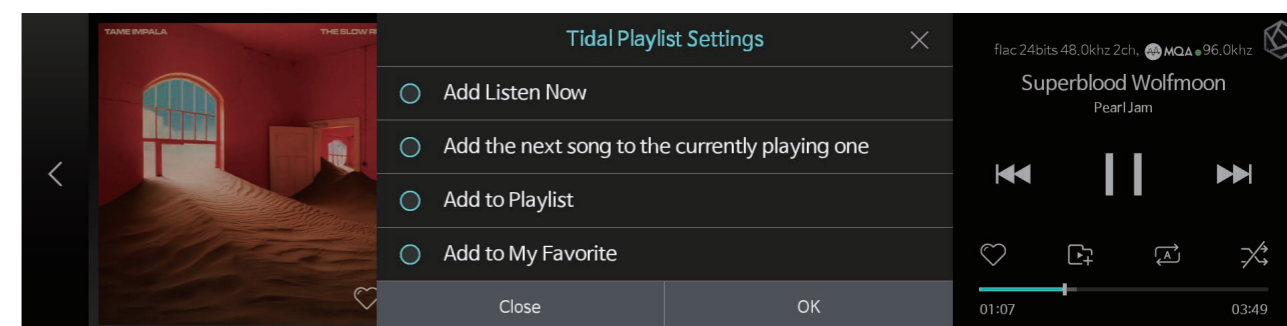 TAME IMPALA
THE SLOW R
Tidal Playlist Settings
Add Listen Now
Add the next song to the currently playing one
Add to Playlist
Add to My Favorite
Close
OK
flac 24bits 48.0khz 2ch, MQA 96.0khz
Superblood Wolfmoon
Pearl Jam
A
01:07
03:49